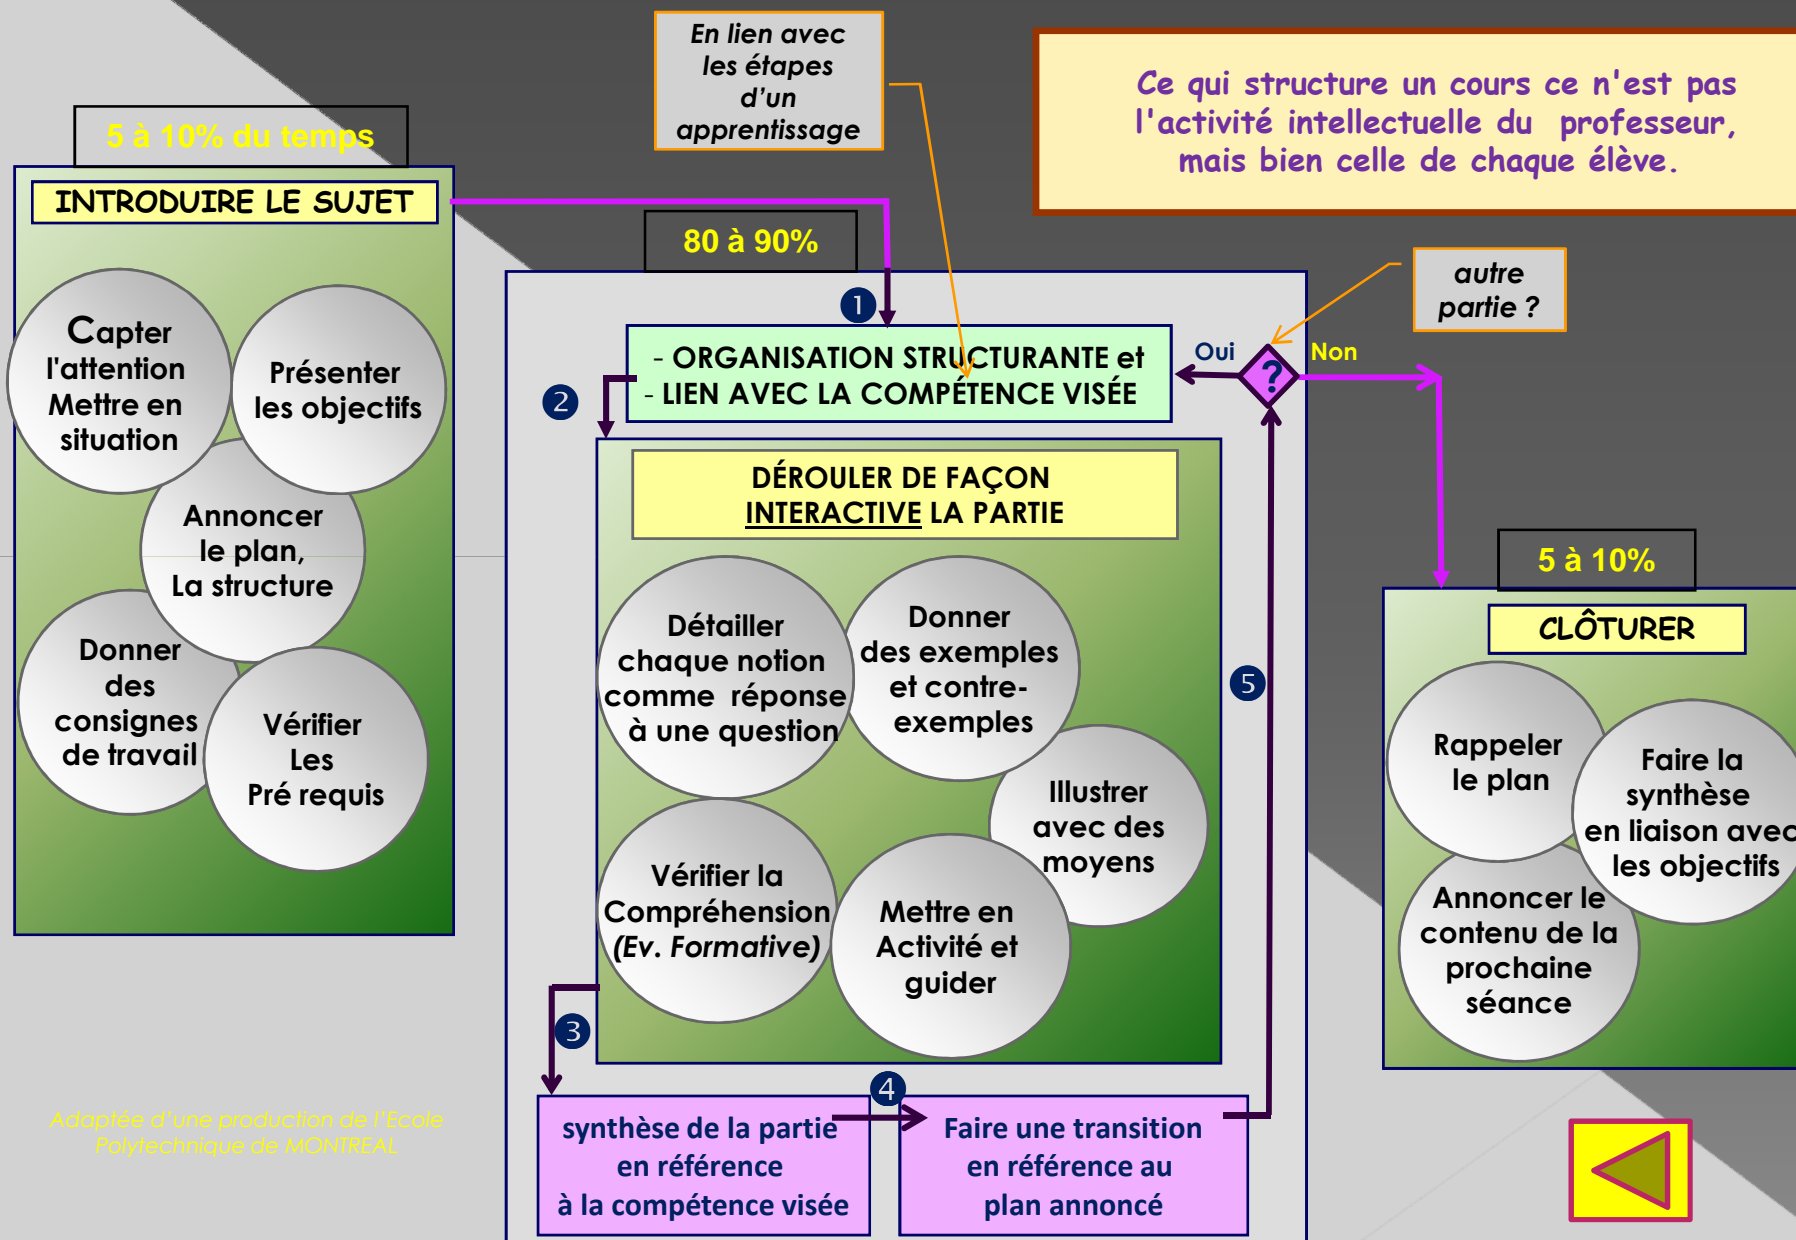 En lien avec
les étapes
d'un
apprentissage
Ce qui structure un cours ce n'est pas
l'activité intellectuelle du professeur,
mais bien celle de chaque élève.
5 à 10% du temps
INTRODUIRE LE SUJET
Capter
l'attention
Mettre en
situation
Présenter
les objectifs
Annoncer
le plan,
La structure
Donner
des
consignes
de travail
Vérifier
Les
Pré requis
80 à 90%
1
- ORGANISATION STRUCTURANTE et
- LIEN AVEC LA COMPÉTENCE VISÉE
autre
partie ?
Oui
?
Non
2
DÉROULER DE FAÇON
INTERACTIVE LA PARTIE
Détailler
chaque notion
comme réponse
à une question
Donner
des exemples
et contre-
exemples
Illustrer
avec des
moyens
Vérifier la
Compréhension
(Ev. Formative)
Mettre en
Activité et
guider
3
4
5
synthèse de la partie
en référence
à la compétence visée
Faire une transition
en référence au
plan annoncé
5 à 10%
CLÔTURER
Rappeler
le plan
Faire la
synthèse
en liaison avec
les objectifs
Annoncer le
contenu de la
prochaine
séance
Adaptée d'une production de l'Ecole
Polytechnique de MONTREAL